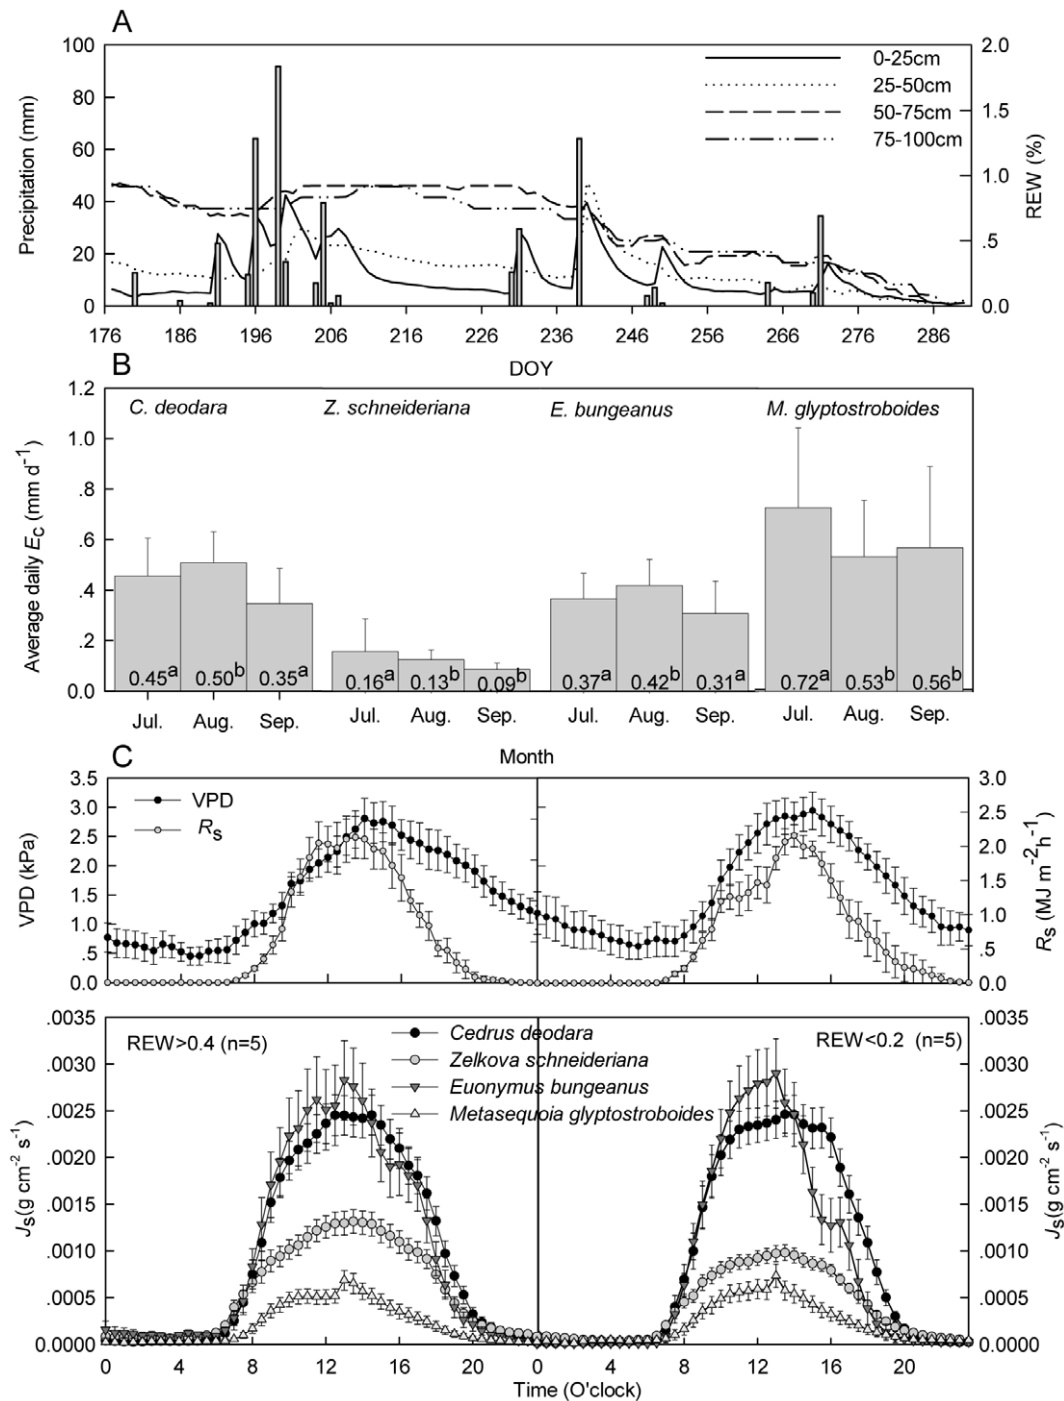 A
100
80
60
40
20
0
Precipitation (mm)
2.0
1.5
1.0
.5
0.0
REW (%)
0-25cm
25-50cm
50-75cm
75-100cm
176 186 196 206 216 226 236 246 256 266 276 286
DOY
B
1.2
1.0
.8
.6
.4
.2
0.0
Average daily Ec (mm d-1)
C. deodara Z. schneideriana E. bungeanus M. glyptostroboides
0.45a 0.50b 0.35a 0.16a 0.13b 0.09b 0.37a 0.42b 0.31a 0.72a 0.53b 0.56b
Jul. Aug. Sep. Jul. Aug. Sep. Jul. Aug. Sep. Jul. Aug. Sep.
Month
C
3.5
3.0
2.5
2.0
1.5
1.0
.5
.0
VPD (kPa)
VPD
Rs
3.0
2.5
2.0
1.5
1.0
.5
0.0
Rs (MJ m-2h-1)
.0035
.0030
.0025
.0020
.0015
.0010
.0005
0.0000
Js(g cm-2 s-1)
REW>0.4 (n=5)
Cedrus deodara
Zelkova schneideriana
Euonymus bungeanus
Metasequoia glyptostroboides
REW<0.2 (n=5)
.0035
.0030
.0025
.0020
.0015
.0010
.0005
0.0000
Js(g cm-2 s-1)
0 4 8 12 16 20 0 4 8 12 16 20
Time (O'clock)